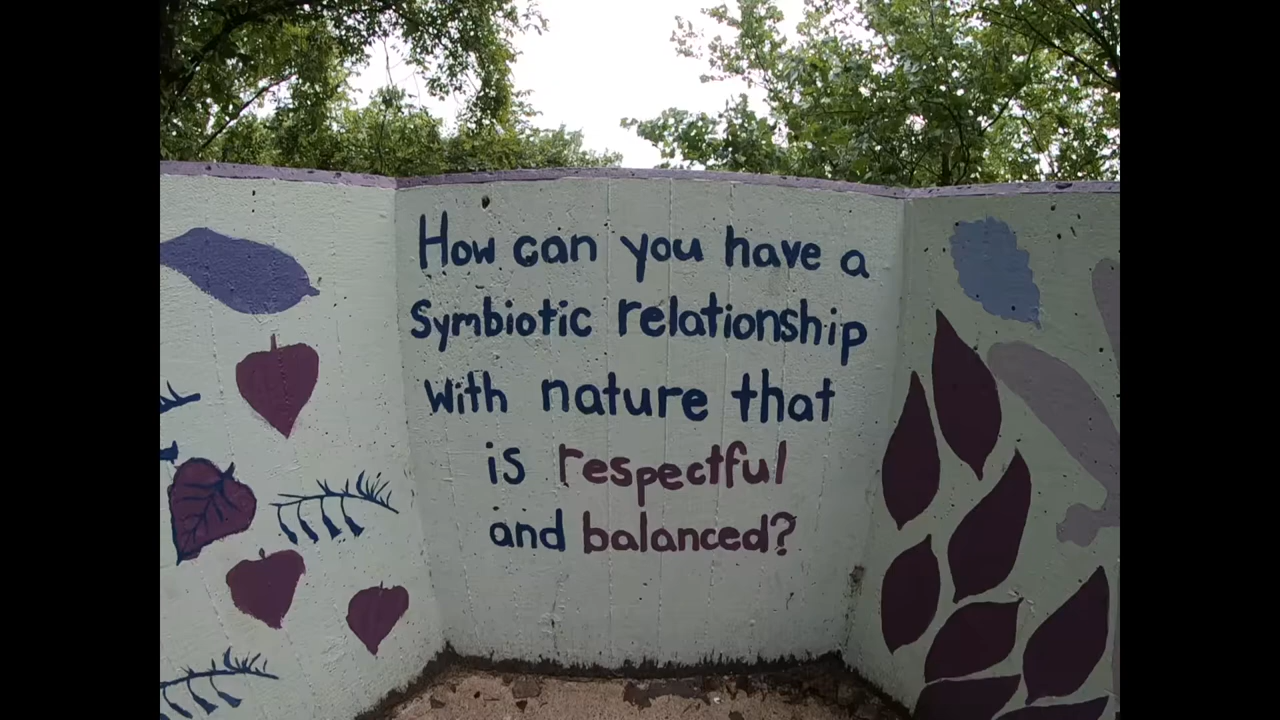 How can you have a
Symbiotic relationship
with nature that
is respectful
and balanced?